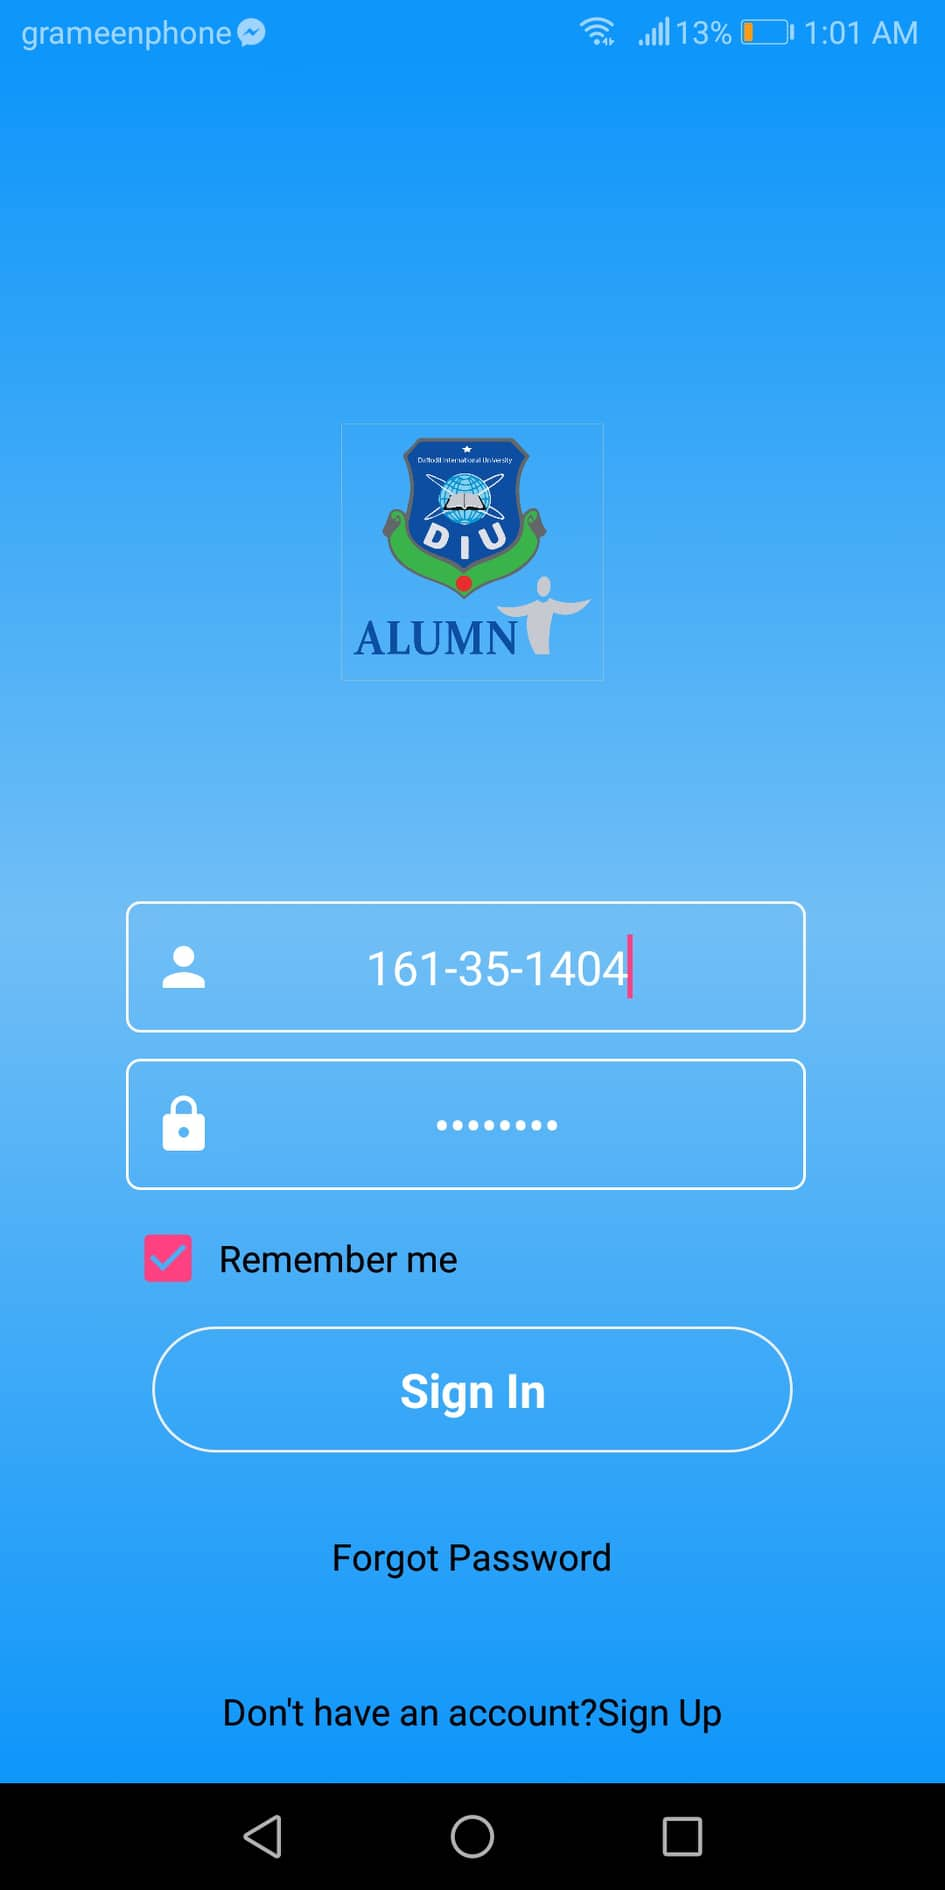 grameenphone 13% 1:01 AM
Daffodil International University
DIU
ALUMN
161-35-1404
••••••••
Remember me
Sign In
Forgot Password
Don't have an account?Sign Up